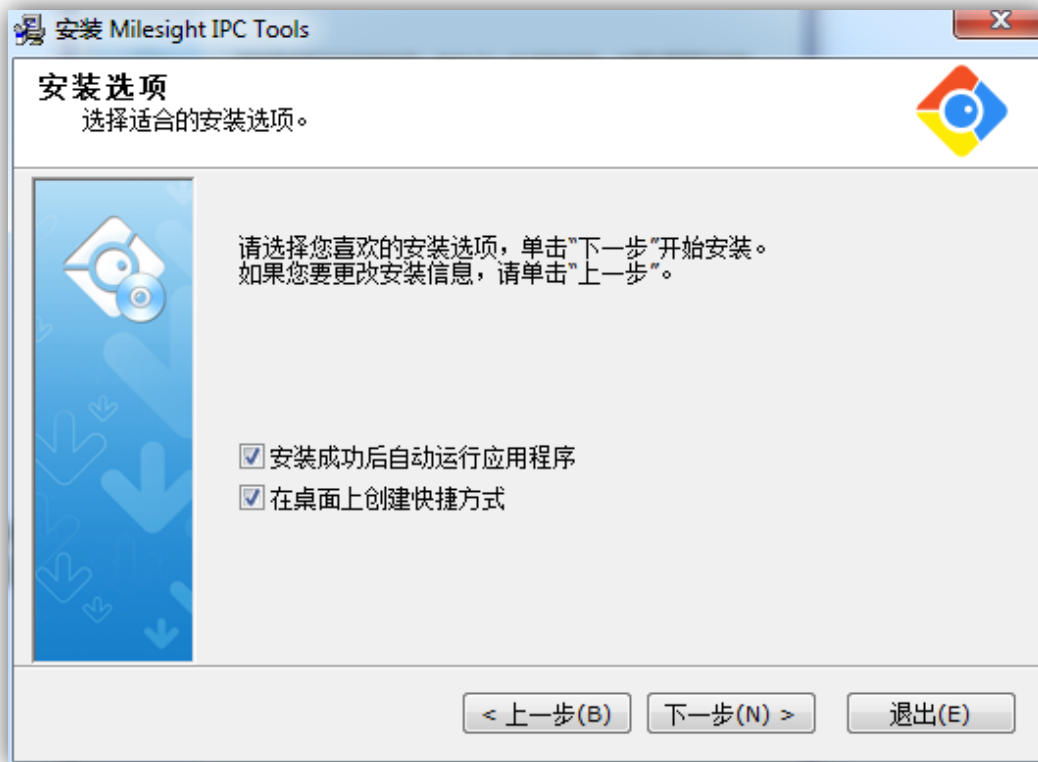 安装 Milesight IPC Tools
安装选项
选择适合的安装选项。
请选择您喜欢的安装选项，单击"下一步"开始安装。
如果您要更改安装信息，请单击"上一步"。
安装成功后自动运行应用程序
在桌面上创建快捷方式
< 上一步(B) 下一步(N) > 退出(E)